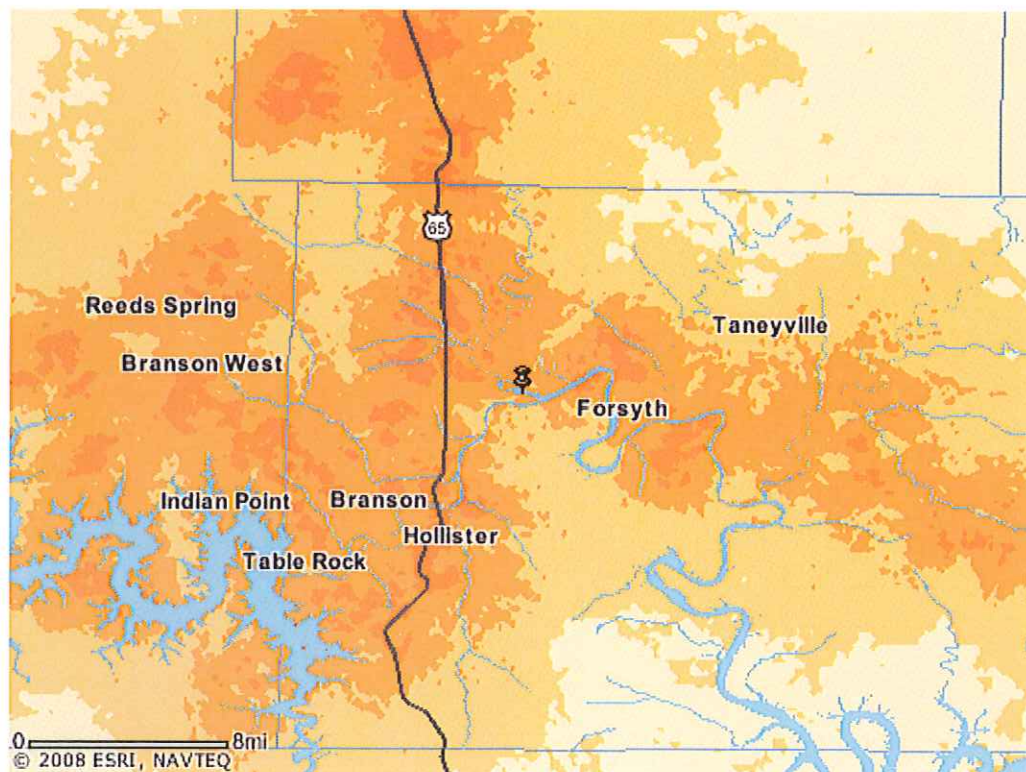 65
Reeds Spring
Taneyville
Branson West
Forsyth
Indian Point
Branson
Hollister
Table Rock
0 8mi
© 2008 ESRI, NAVTEQ